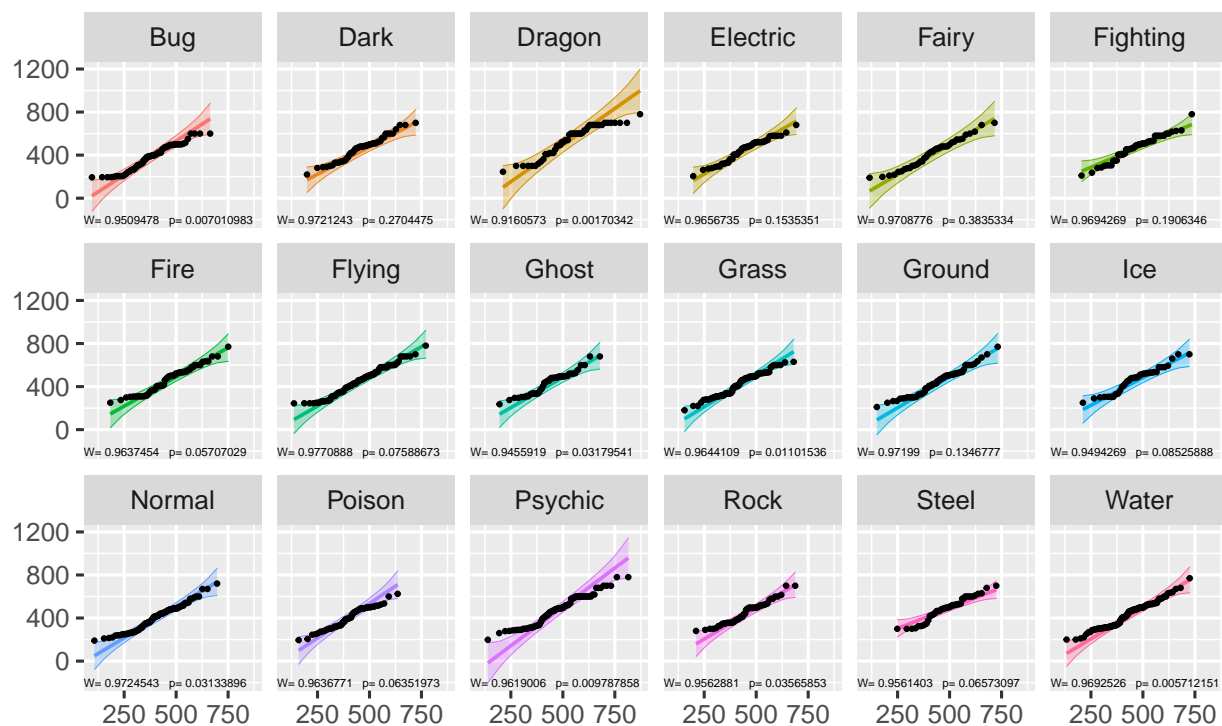 Bug Dark Dragon Electric Fairy Fighting
1200
800
400
0
W= 0.9509478 p= 0.007010983 W= 0.9721243 p= 0.2704475 W= 0.9160573 p= 0.00170342 W= 0.9656735 p= 0.1535351 W= 0.9708776 p= 0.3835334 W= 0.9694269 p= 0.1906346
Fire Flying Ghost Grass Ground Ice
1200
800
400
0
W= 0.9637454 p= 0.05707029 W= 0.9770888 p= 0.07588673 W= 0.9455919 p= 0.03179541 W= 0.9644109 p= 0.01101536 W= 0.97199 p= 0.1346777 W= 0.9494269 p= 0.08525888
Normal Poison Psychic Rock Steel Water
1200
800
400
0
W= 0.9724543 p= 0.03133896 W= 0.9636771 p= 0.06351973 W= 0.9619006 p= 0.009787858 W= 0.9562881 p= 0.03565853 W= 0.9561403 p= 0.06573097 W= 0.9692526 p= 0.005712151
250 500 750 250 500 750 250 500 750 250 500 750 250 500 750 250 500 750